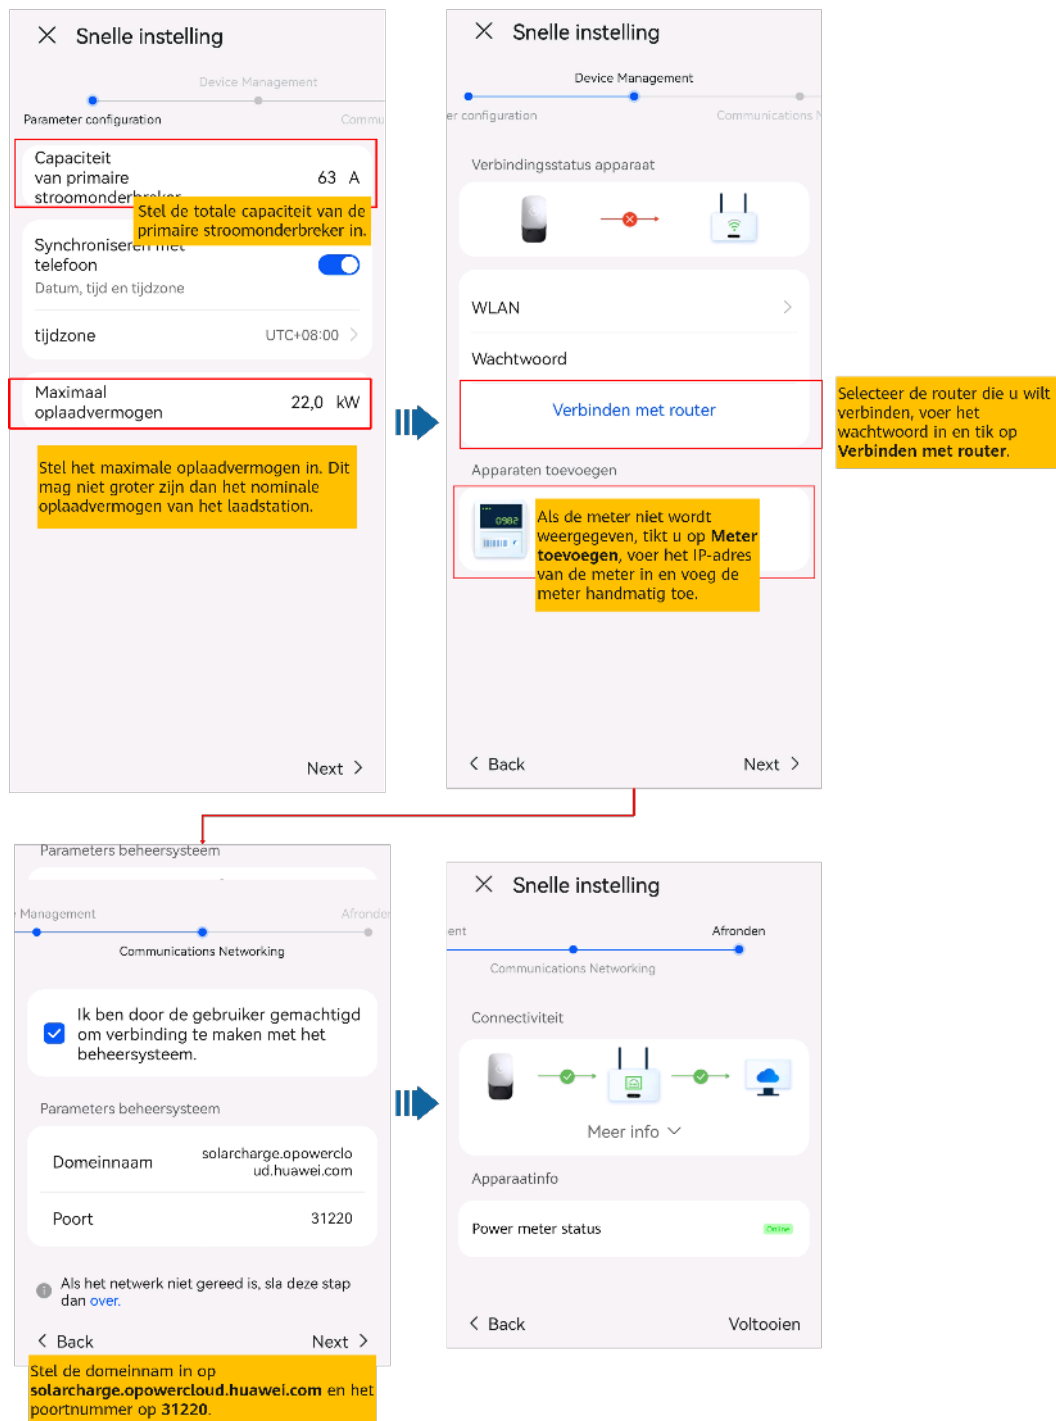 Snelle instelling
Device Management
Parameter configuration
Commu
Capaciteit
van primaire
stroomonderbreker
63 A
Stel de totale capaciteit van de
primaire stroomonderbreker in.
Synchroniseren met
telefoon
Datum, tijd en tijdzone
tijdzone
UTC+08:00
Maximaal
oplaadvermogen
22,0 kW
Stel het maximale oplaadvermogen in. Dit
mag niet groter zijn dan het nominale
oplaadvermogen van het laadstation.
Next
Snelle instelling
Device Management
er configuration
Communications N
Verbindingsstatus apparaat
WLAN
Wachtwoord
Verbinden met router
Selecteer de router die u wilt
verbinden, voer het
wachtwoord in en tik op
Verbinden met router.
Apparaten toevoegen
0982
Als de meter niet wordt
weergegeven, tikt u op Meter
toevoegen, voer het IP-adres
van de meter in en voeg de
meter handmatig toe.
Back
Next
Parameters beheersysteem
Management
Afronden
Communications Networking
Ik ben door de gebruiker gemachtigd
om verbinding te maken met het
beheersysteem.
Parameters beheersysteem
Domeinnaam
solarcharge.opowerclo
ud.huawei.com
Poort
31220
Als het netwerk niet gereed is, sla deze stap
dan over.
Back
Next
Stel de domeinnam in op
solarcharge.opowercloud.huawei.com en het
poortnummer op 31220.
Snelle instelling
ent
Afronden
Communications Networking
Connectiviteit
Meer info
Apparaatinfo
Power meter status
Online
Back
Voltooien